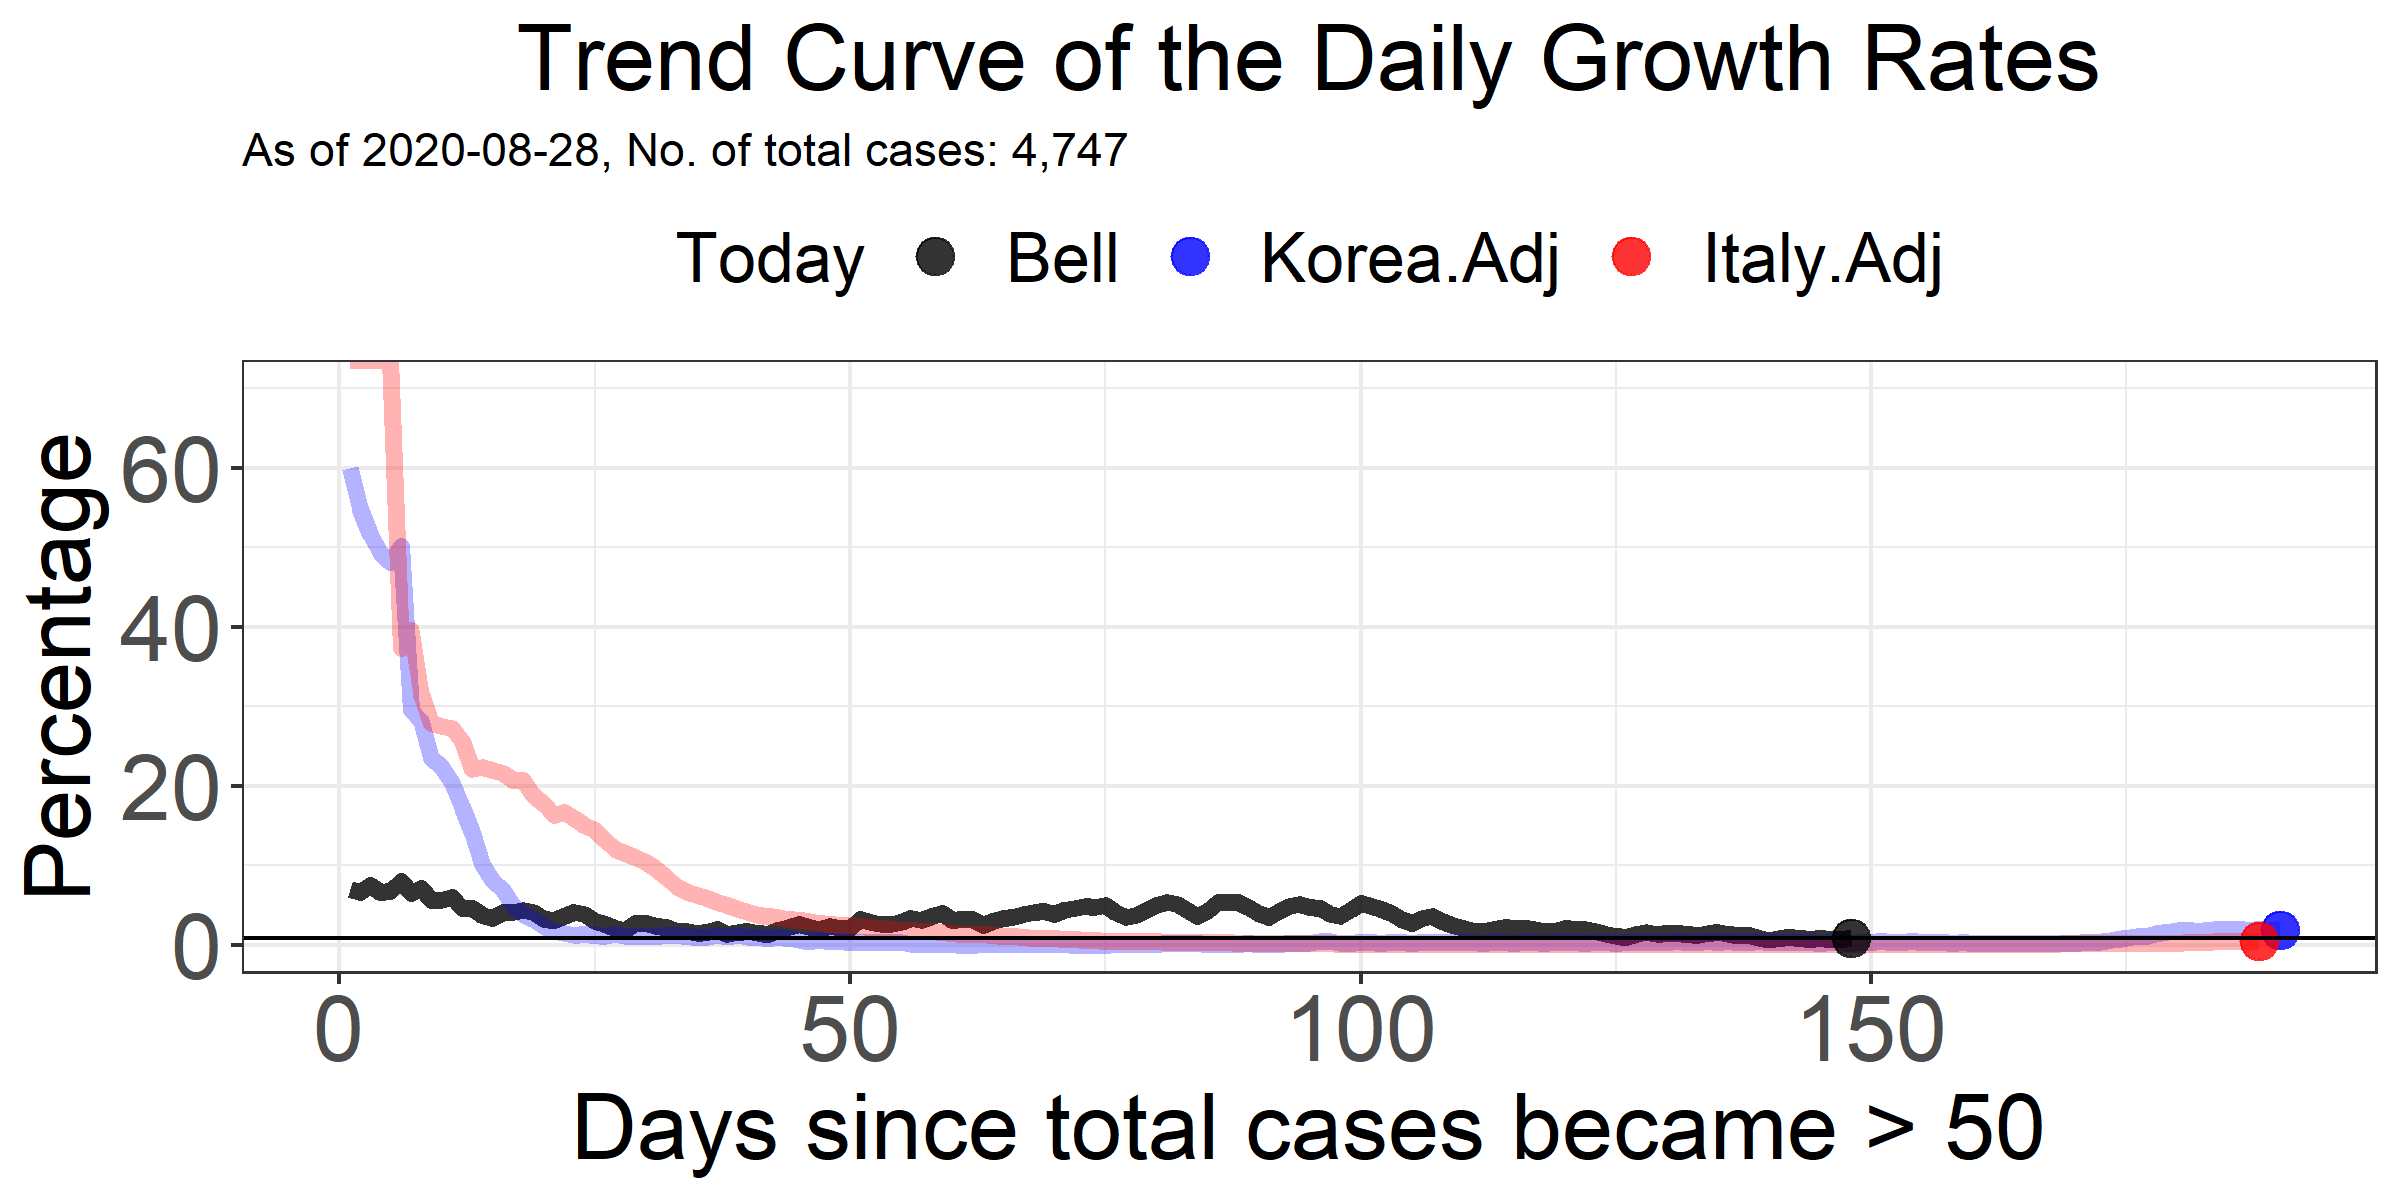 Trend Curve of the Daily Growth Rates
As of 2020-08-28, No. of total cases: 4,747
Today Bell Korea.Adj Italy.Adj
Percentage
60
40
20
0
0 50 100 150
Days since total cases became > 50